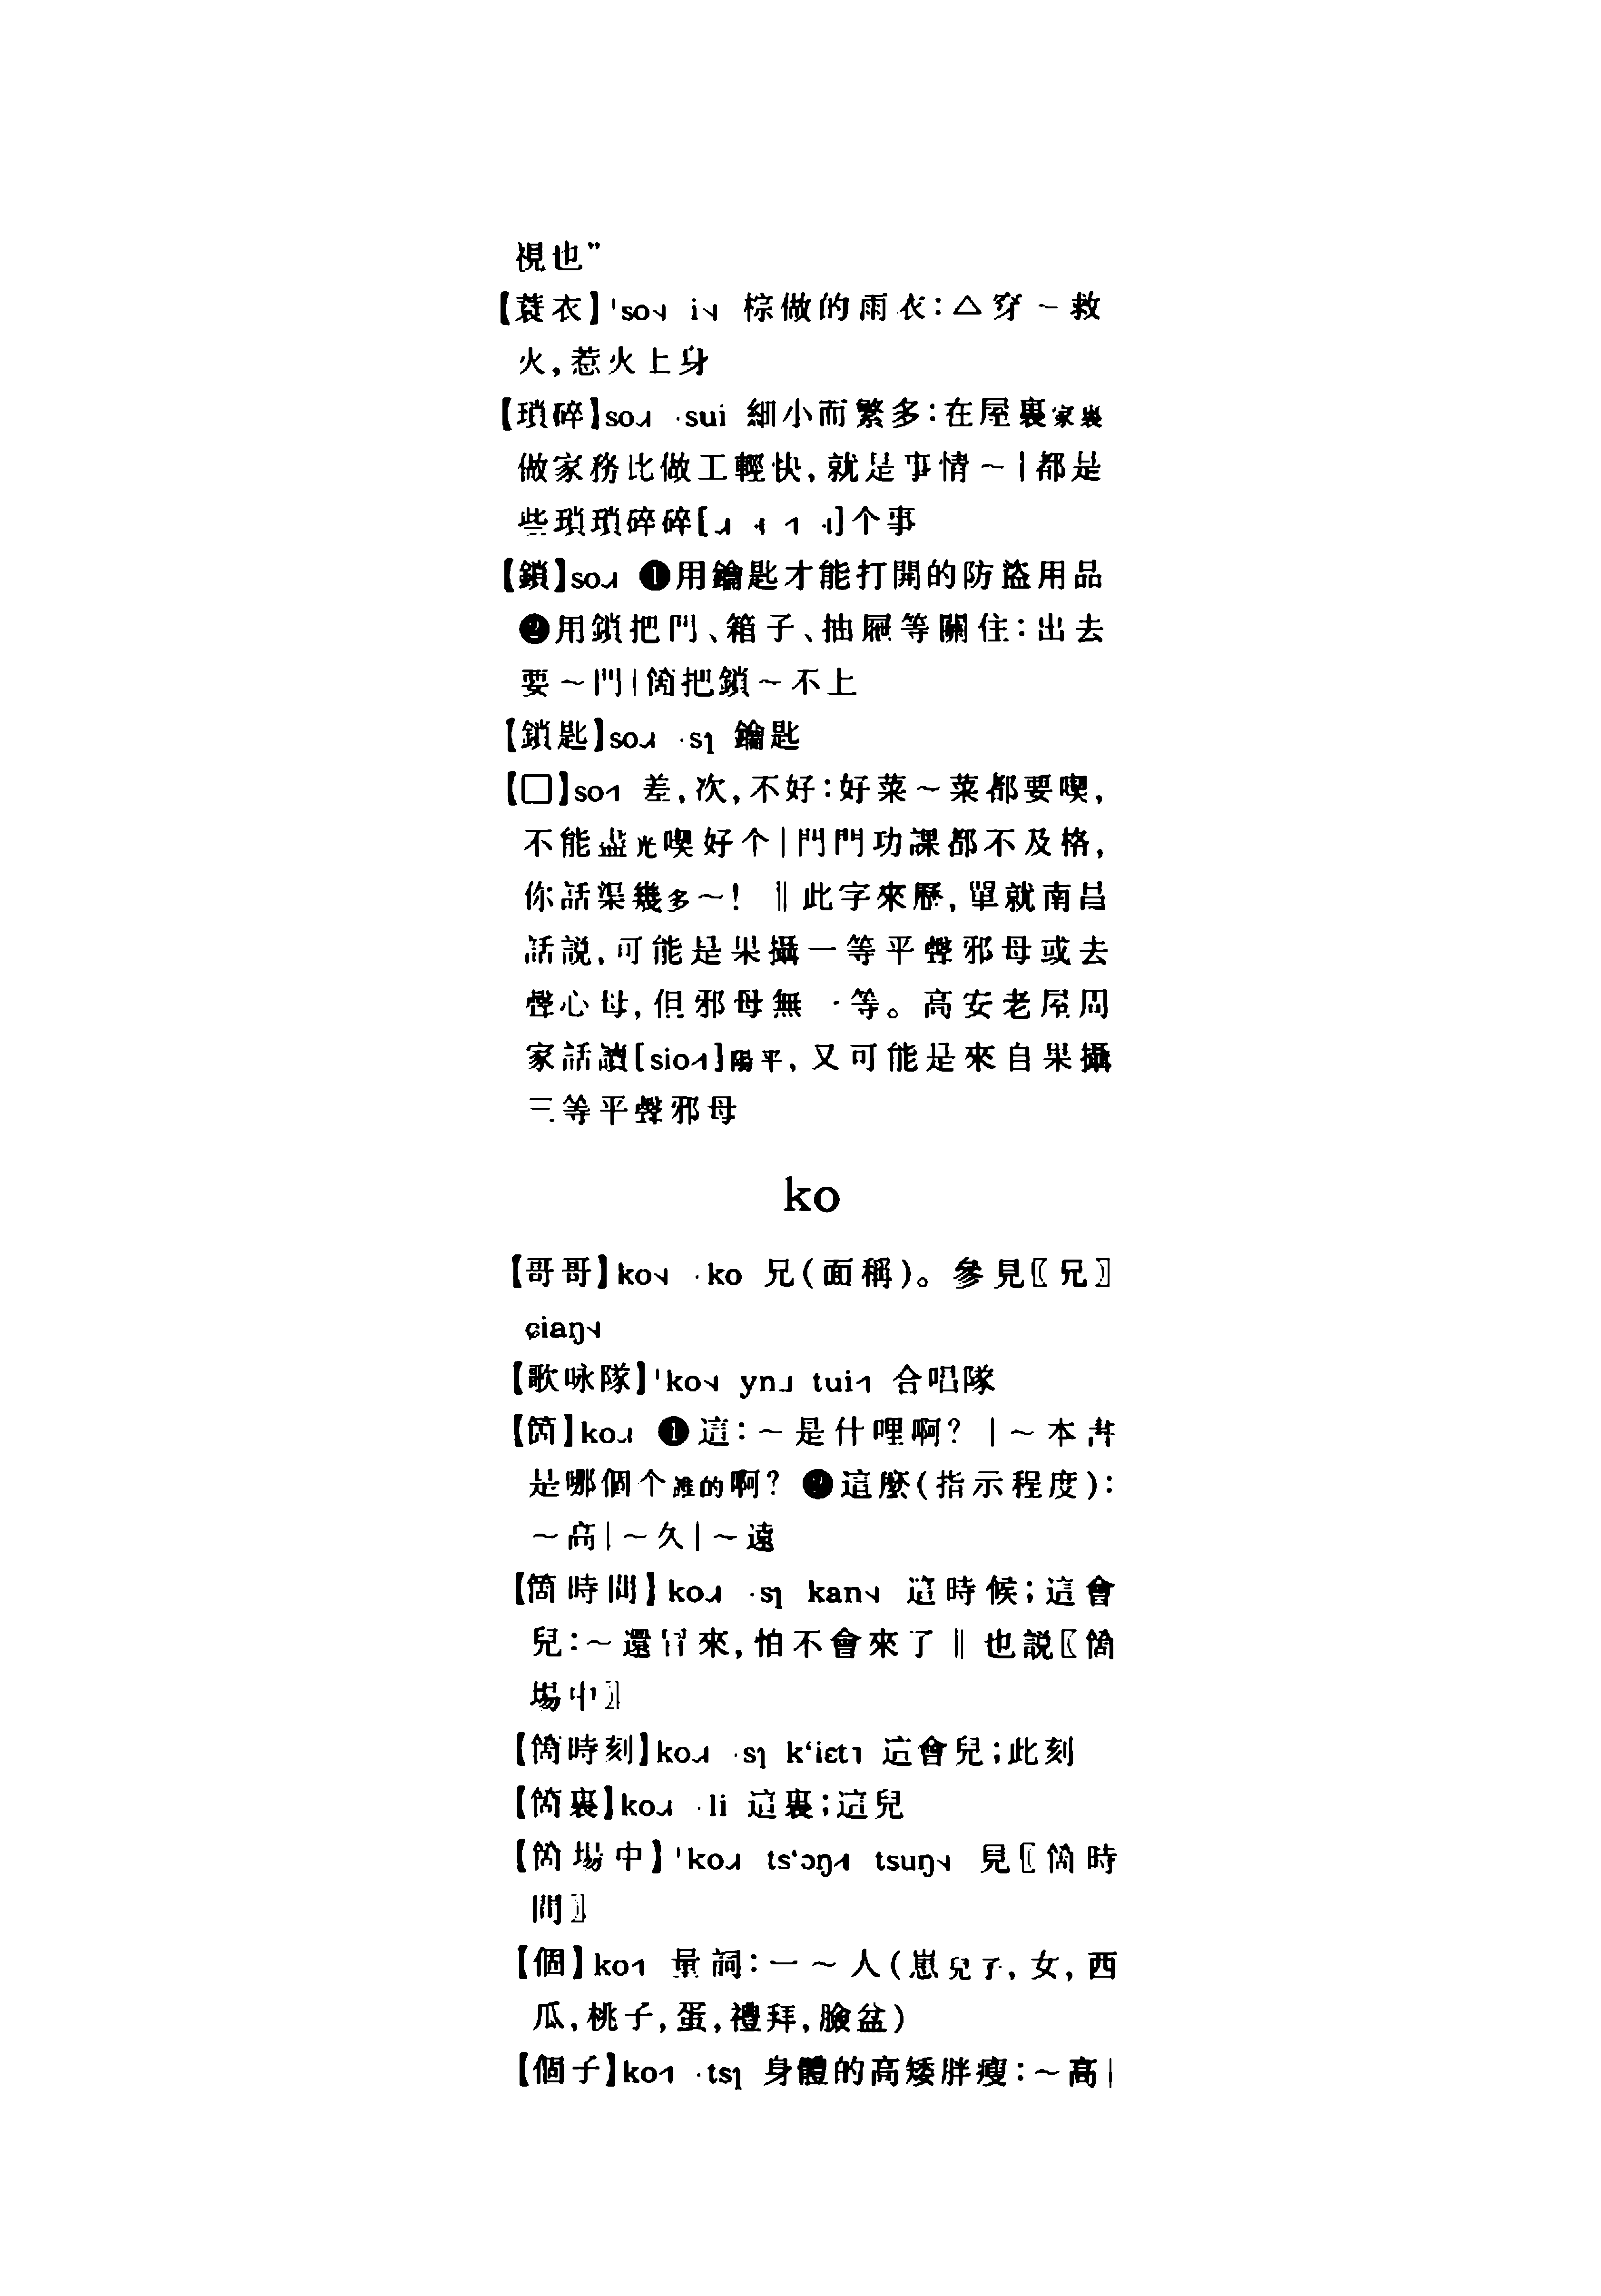 視也”
【蓑衣】ˈso˧˩ i˧˩ 棕做的雨衣：△穿～救
火，惹火上身
【瑣碎】so˨˩˧ ·sui 細小而繁多：在屋裏家裏
做家務比做工輕快，就是事情～|都是
些瑣瑣碎碎[]个事
【鎖】so˨˩˧ ❶用鑰匙才能打開的防盜用品
❷用鎖把門、箱子、抽屜等關住：出去
要～門|箇把鎖～不上
【鎖匙】so˨˩˧ ·sɿ 鑰匙
【□】so˧˥ 差，次，不好：好菜～菜都要喫，
不能盡光喫好个|門門功課都不及格，
你話渠幾多～！ ‖此字來歷，單就南昌
話説，可能是果攝一等平聲邪母或去
聲心母，但邪母無一等。高安老屋周
家話讀[sio]陽平，又可能是來自果攝
三等平聲邪母
ko
【哥哥】ko˧˩ ·ko 兄（面稱）。參見〖兄〗
ɕiaŋ˧˩
【歌咏隊】ˈko˧˩ yn˨˩ tui˧˥ 合唱隊
【箇】ko˨˩˧ ❶這：～是什哩啊？|～本書
是哪個个誰的啊？❷這麼（指示程度）：
～高|～久|～遠
【箇時間】ko˨˩˧ ·sɿ kan˧˩ 這時候；這會
兒：～還冇來，怕不會來了‖也説〖箇
場中〗
【箇時刻】ko˨˩˧ ·sɿ k‘iɛt˥ 這會兒；此刻
【箇裏】ko˨˩˧ ·li 這裏；這兒
【箇場中】ˈko˨˩˧ ts‘ɔŋ tsuŋ˧˩ 見〖箇時
間〗
【個】ko˧˥ 量詞：一～人（崽兒子，女，西
瓜，桃子，蛋，禮拜，臉盆）
【個子】ko˧˥ ·tsɿ 身體的高矮胖瘦：～高|